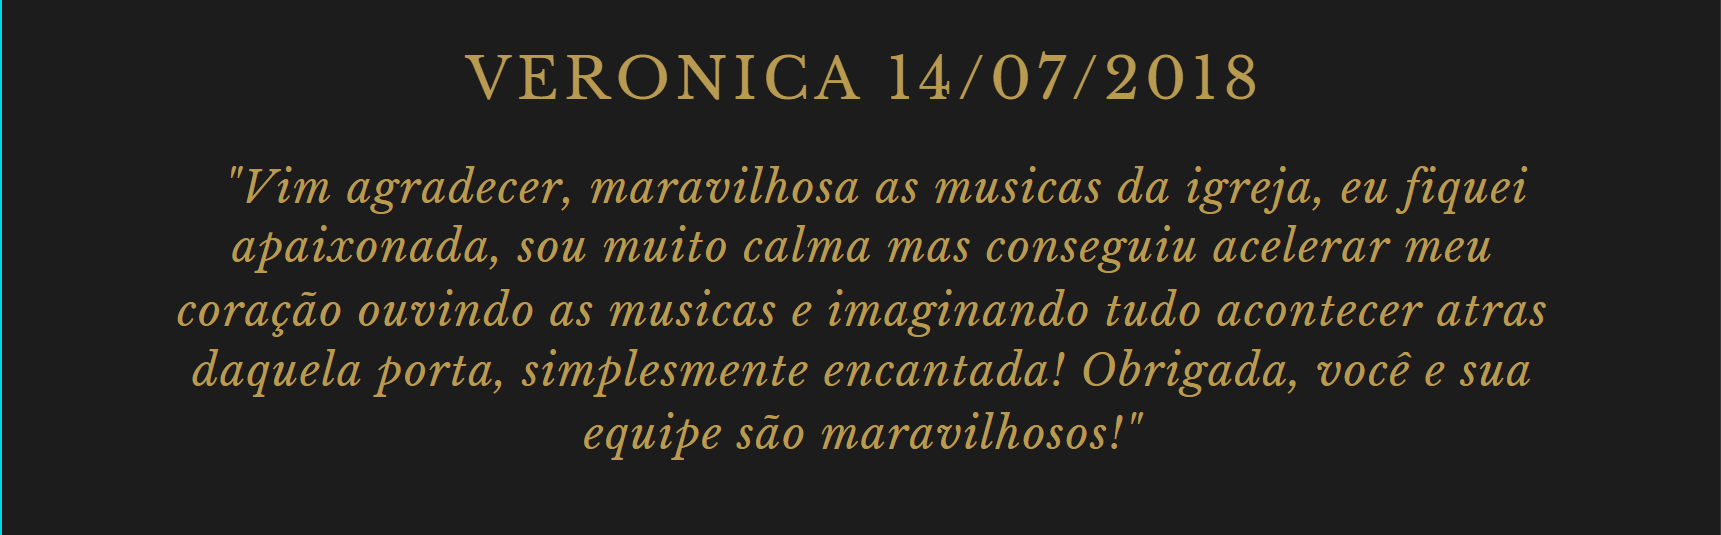 VERONICA 14/07/2018
"Vim agradecer, maravilhosa as musicas da igreja, eu fiquei
apaixonada, sou muito calma mas conseguiu acelerar meu
coração ouvindo as musicas e imaginando tudo acontecer atras
daquela porta, simplesmente encantada! Obrigada, você e sua
equipe são maravilhosos!"